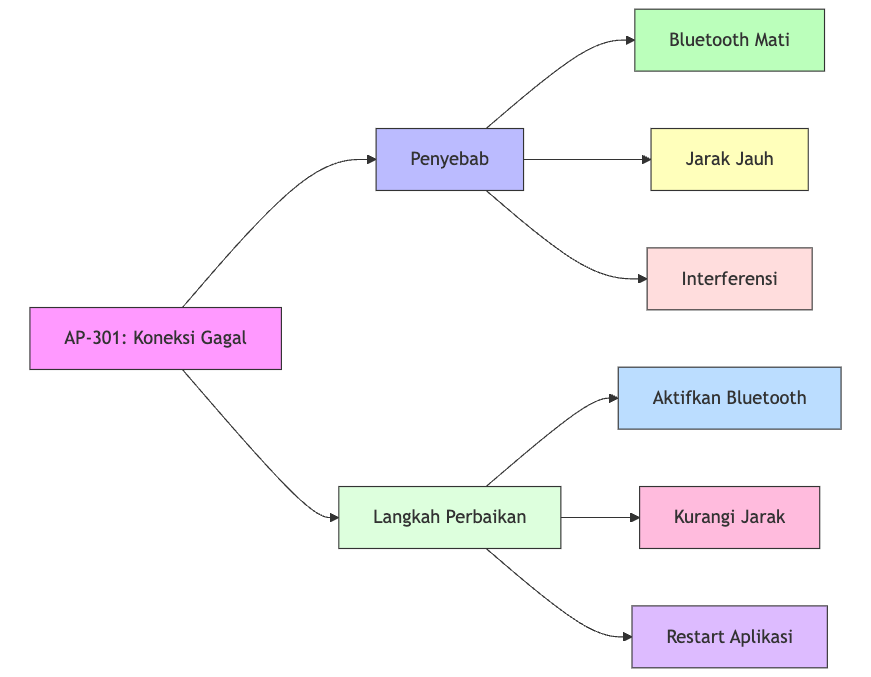 AP-301: Koneksi Gagal
Penyebab
Bluetooth Mati
Jarak Jauh
Interferensi
Langkah Perbaikan
Aktifkan Bluetooth
Kurangi Jarak
Restart Aplikasi